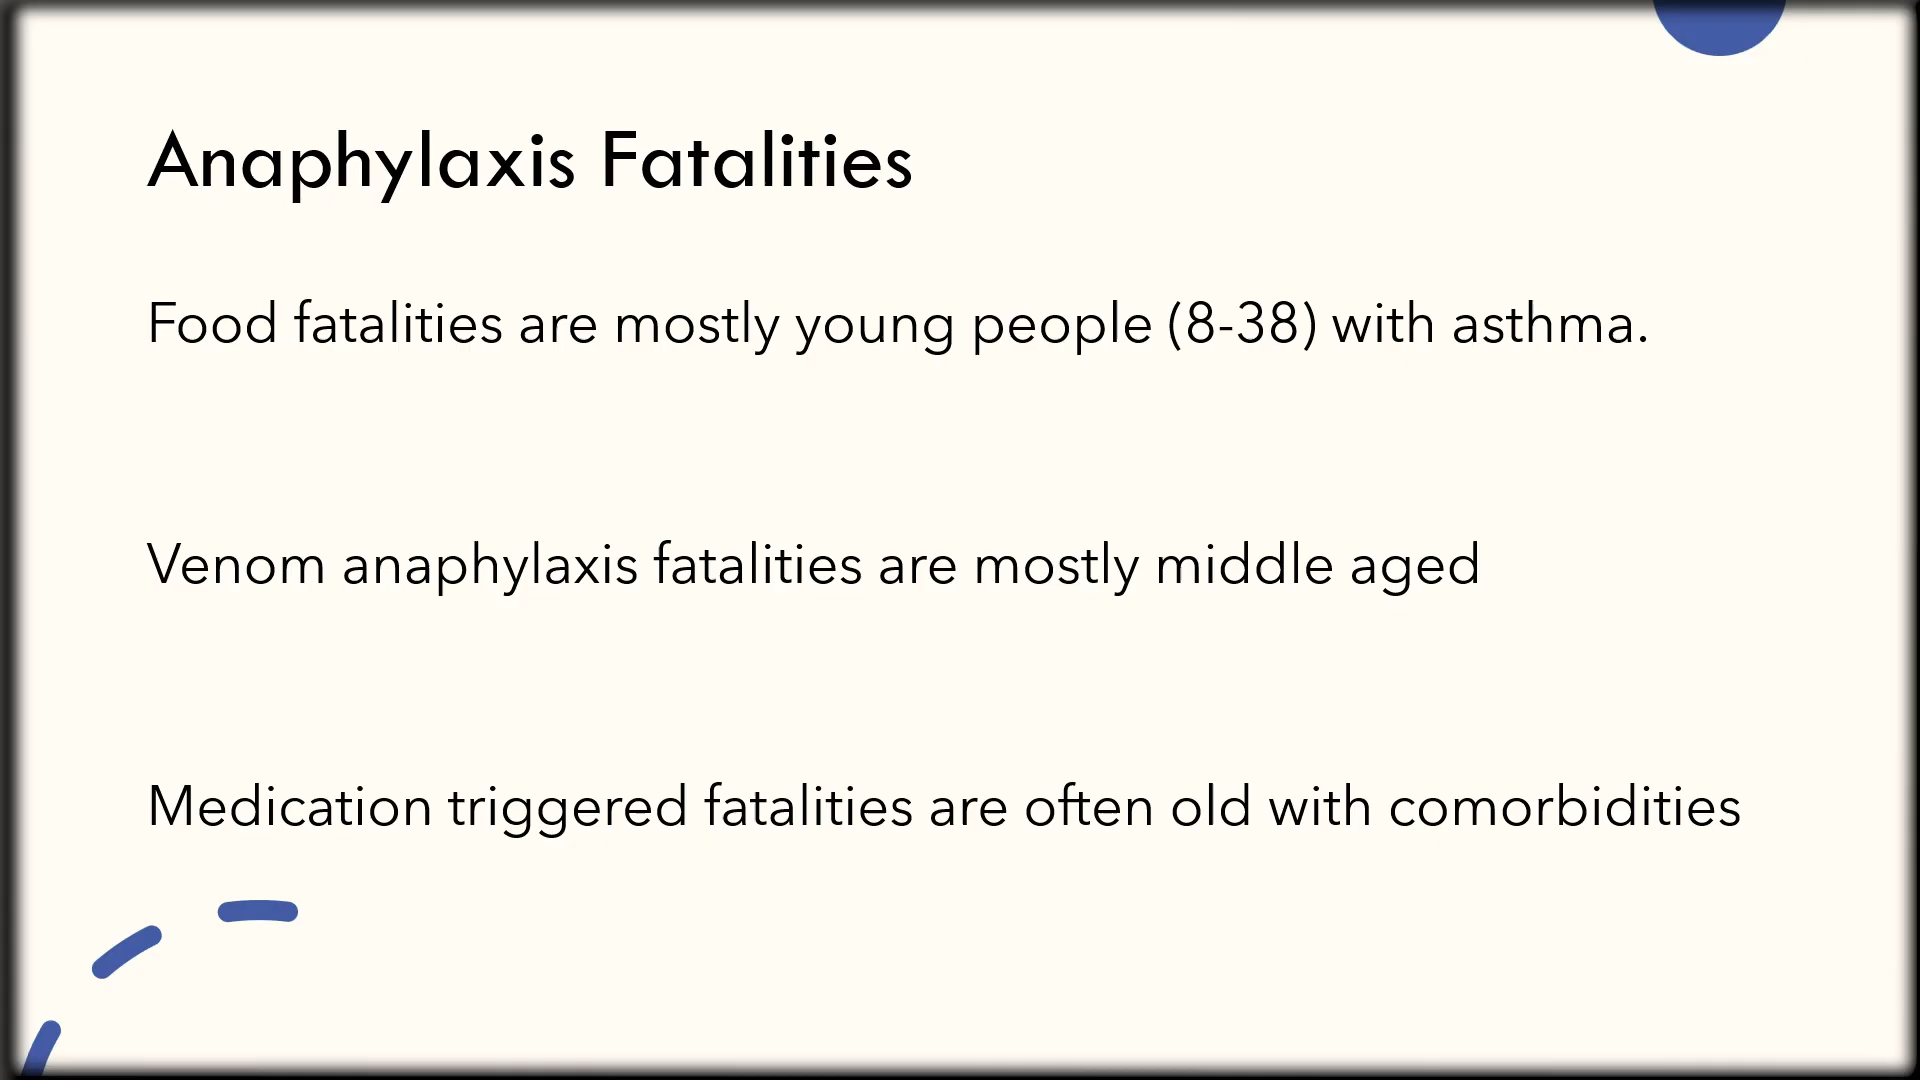 Anaphylaxis Fatalities
Food fatalities are mostly young people (8-38) with asthma.
Venom anaphylaxis fatalities are mostly middle aged
Medication triggered fatalities are often old with comorbidities